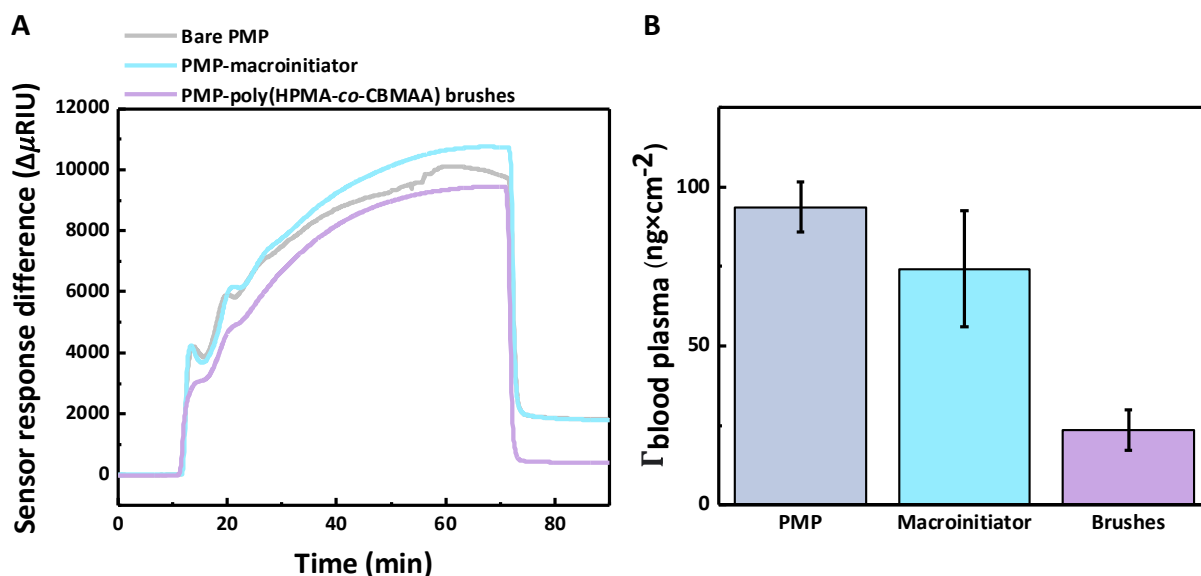 A
Bare PMP
PMP-macroinitiator
PMP-poly(HPMA-co-CBMAA) brushes
Sensor response difference (ΔμRIU)
12000
10000
8000
6000
4000
2000
0
0 20 40 60 80
Time (min)
B
Γblood plasma (ng×cm-2)
100
50
0
PMP Macroinitiator Brushes